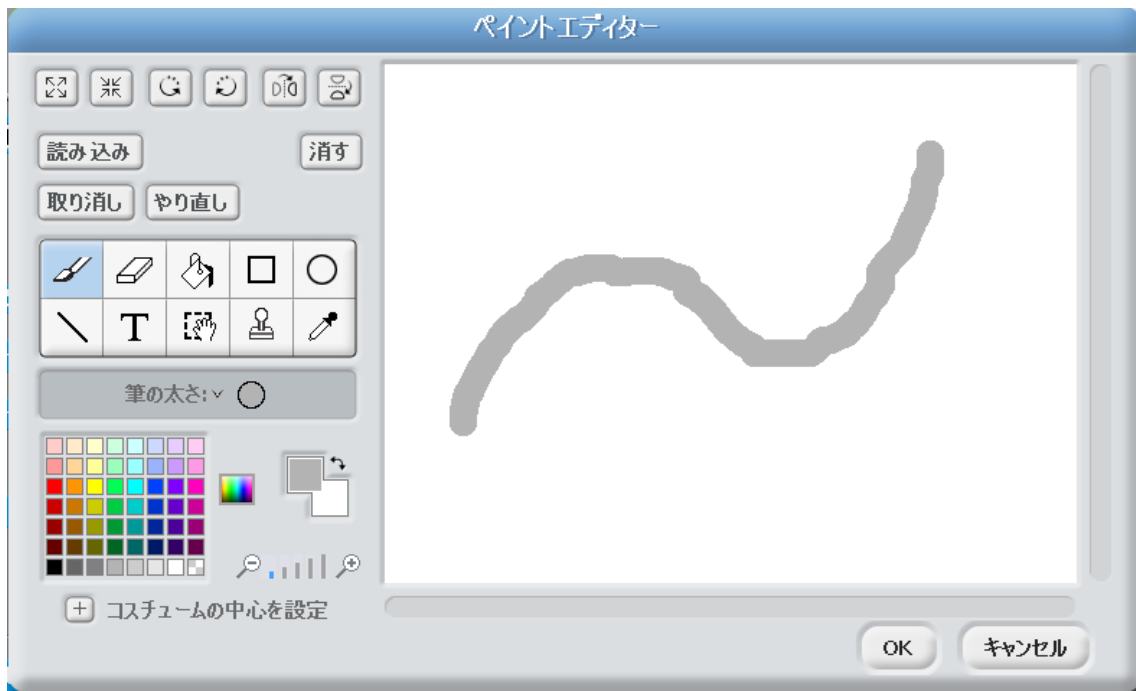 ペイントエディター
読み込み
消す
取り消し
やり直し
T
筆の太さ:
コスチュームの中心を設定
OK
キャンセル